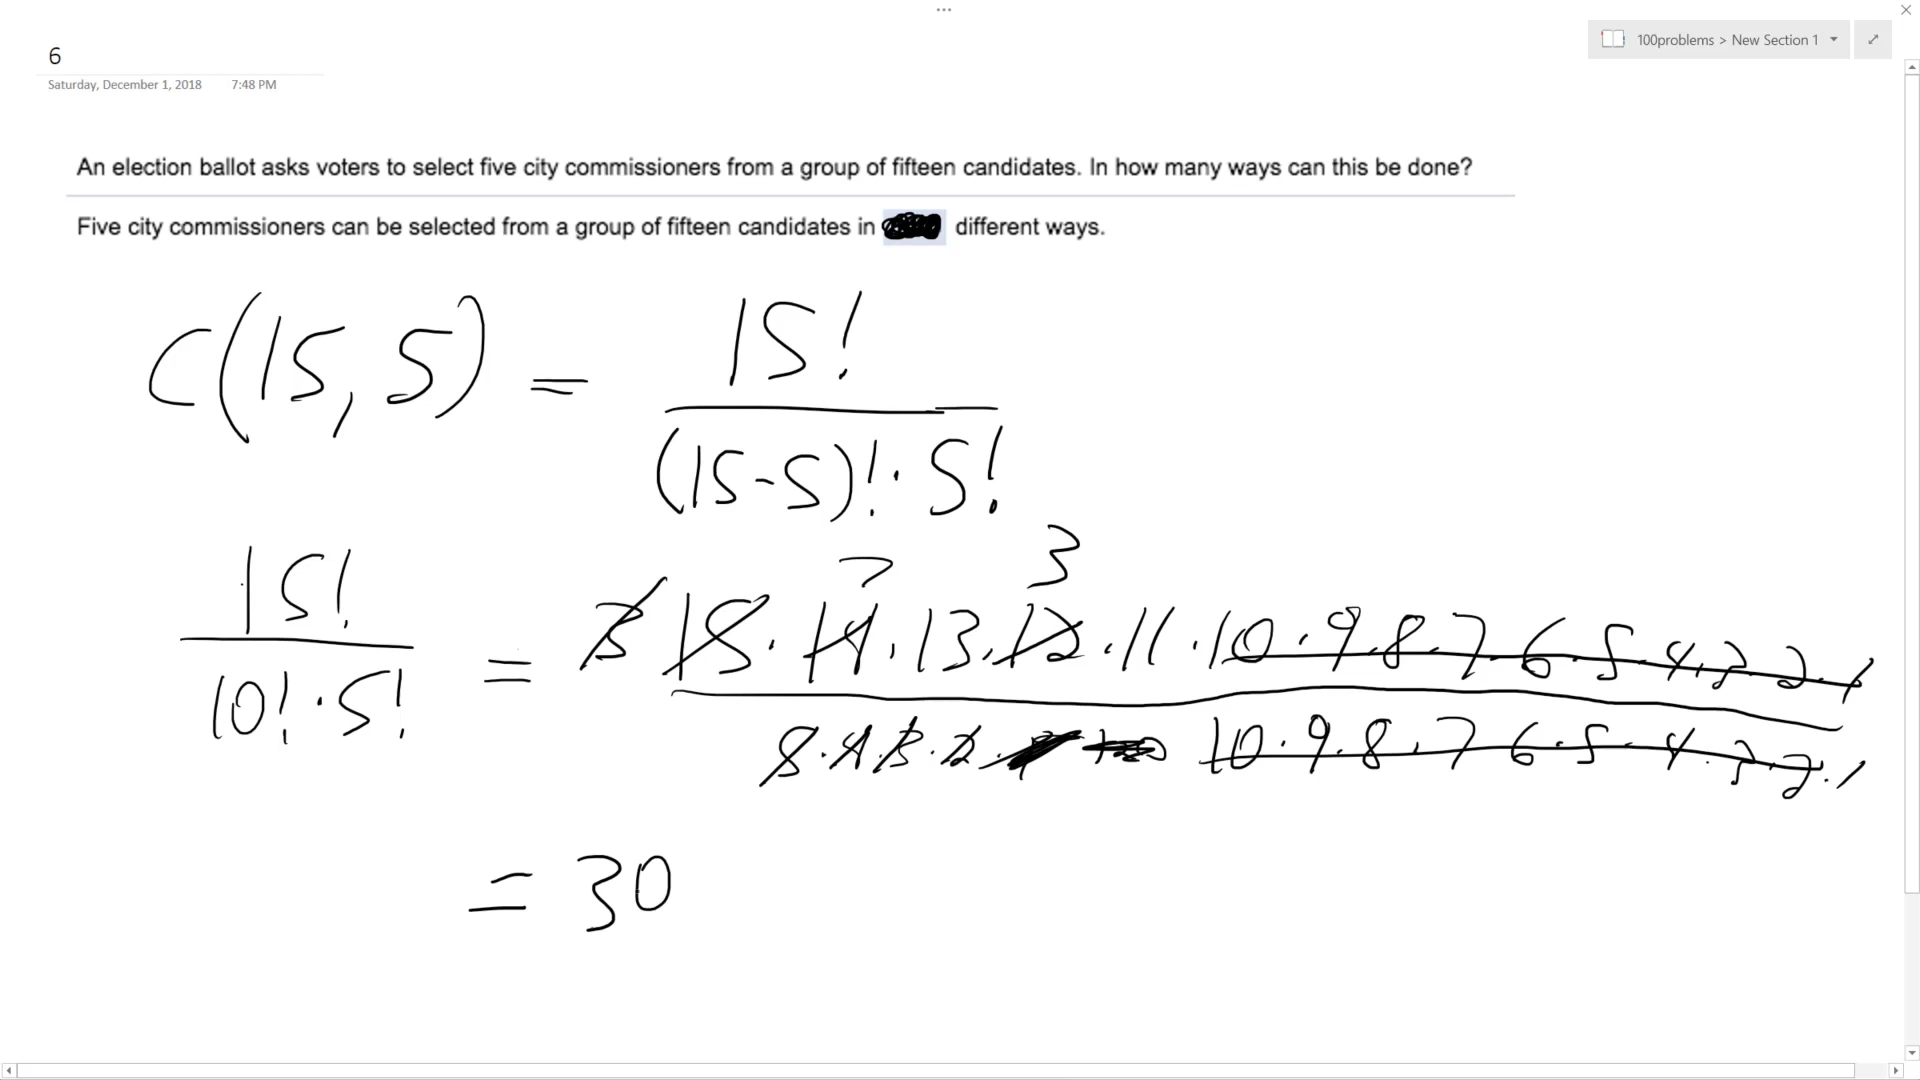 ...
100problems > New Section 1
6
Saturday, December 1, 2018 7:48 PM
An election ballot asks voters to select five city commissioners from a group of fifteen candidates. In how many ways can this be done?
Five city commissioners can be selected from a group of fifteen candidates in different ways.
C(15,5) = 15! / (15-5)!·5!
15! / 10!·5! = 3 15·14·13·12·11·10·9·8·7·6·5·4·3·2·1 / 5·4·3·2· 10·9·8·7·6·5·4·3·2·1
7 3
= 30